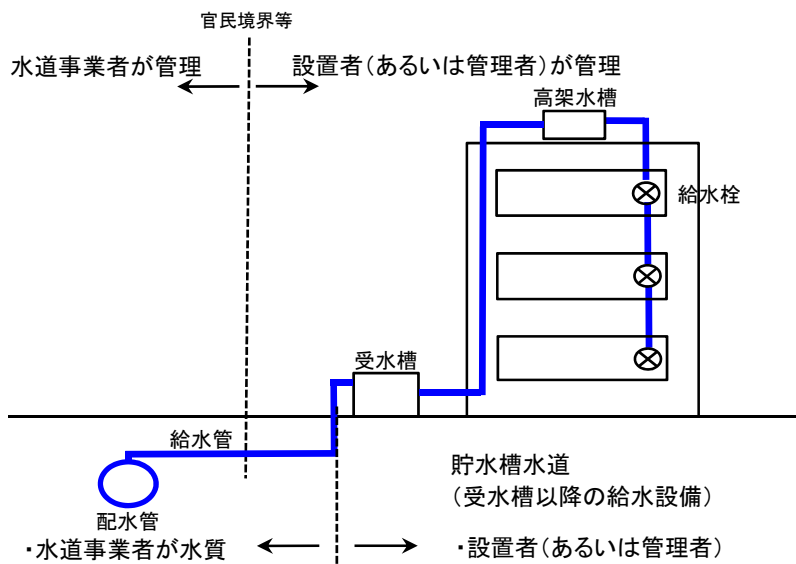 官民境界等
水道事業者が管理
設置者（あるいは管理者）が管理
高架水槽
給水栓
受水槽
給水管
配水管
貯水槽水道
（受水槽以降の給水設備）
・水道事業者が水質
・設置者（あるいは管理者）